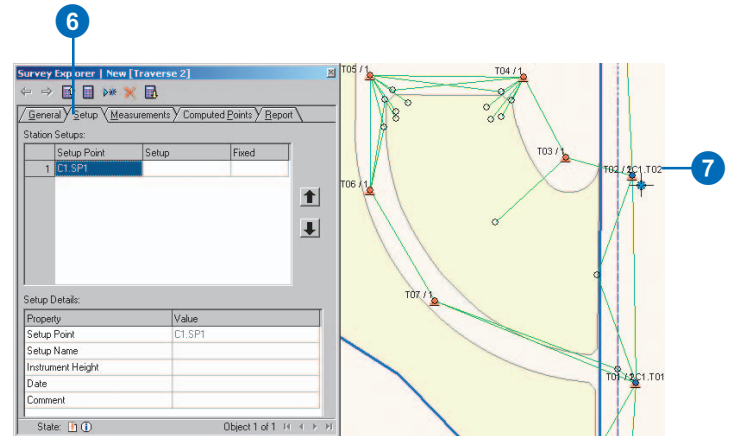 6
Survey Explorer | New [Traverse 2]
General Setup Measurements Computed Points Report
Station Setups:
Setup Point Setup Fixed
1 C1.SP1
Setup Details:
Property Value
Setup Point C1.SP1
Setup Name
Instrument Height
Date
Comment
State: Object 1 of 1
T05 / 1
T04 / 1
T03 / 1
T02 / 2C1.T02
7
T06 / 1
T07 / 1
T01 / 2C1.T01